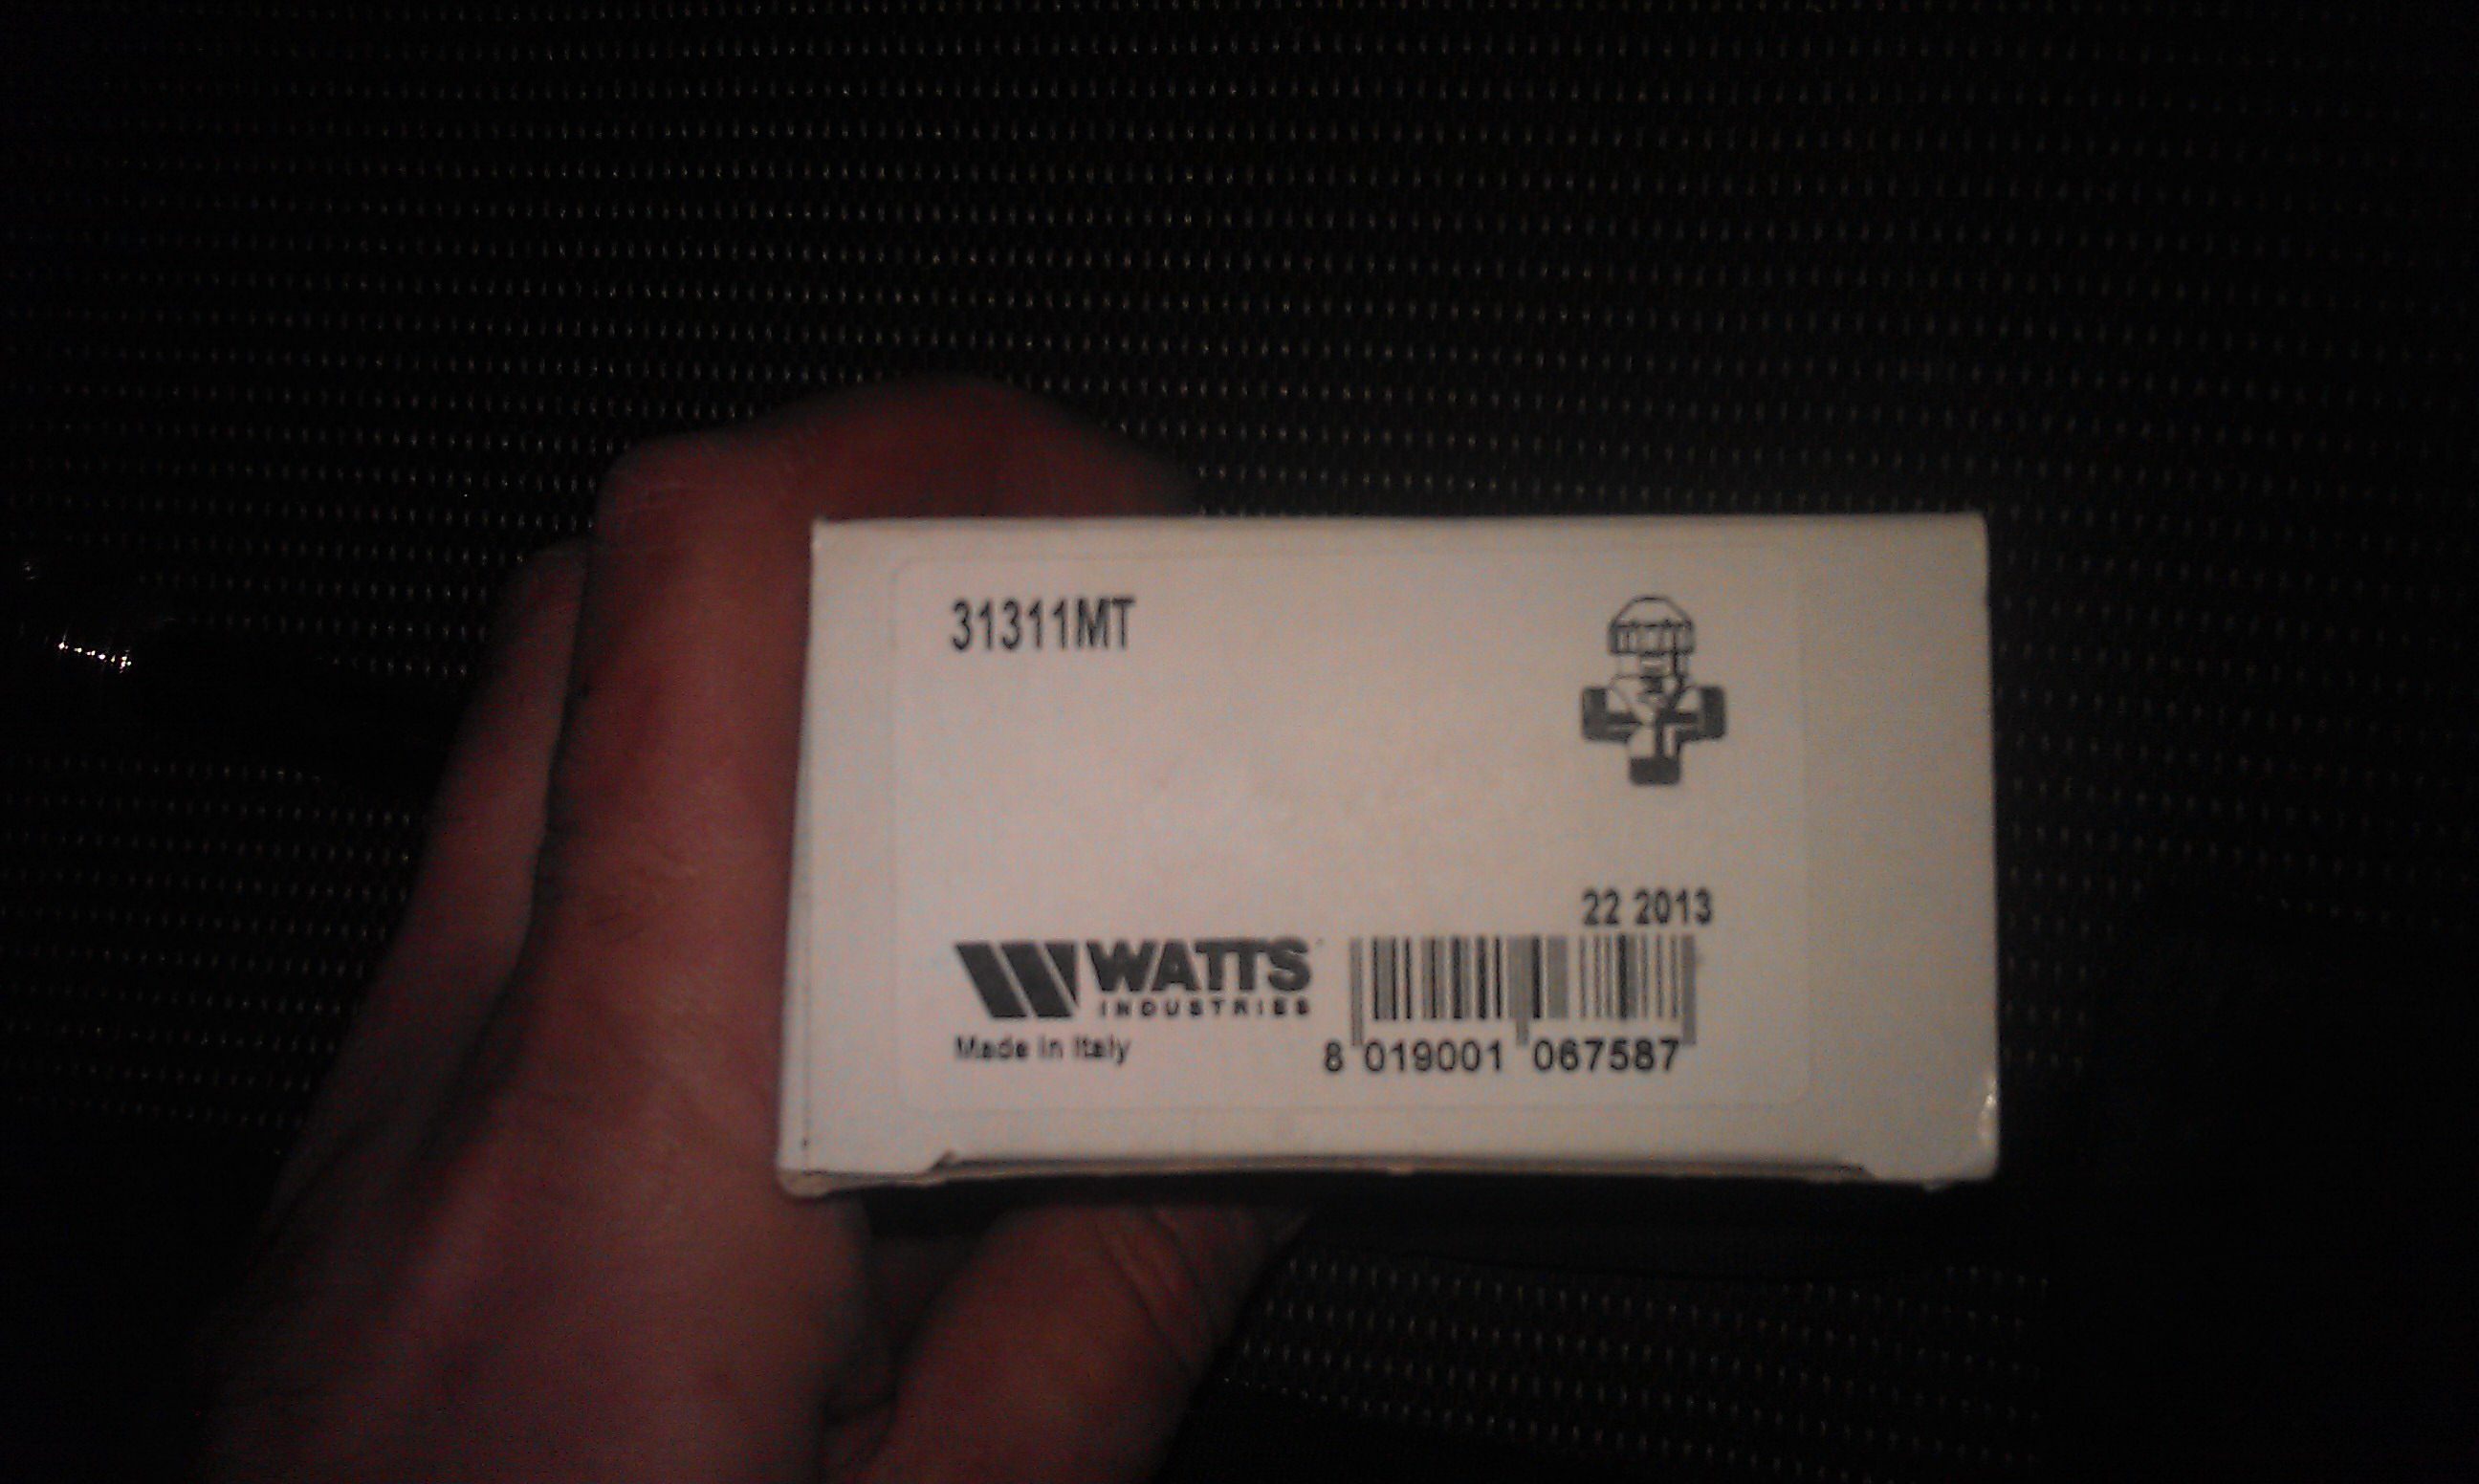 31311MT
22 2013
WATTS
INDUSTRIES
Made in Italy
8 019001 067587